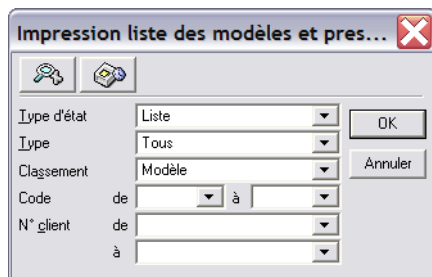 Impression liste des modèles et pres...
Type d'état Liste
OK
Type Tous
Classement Modèle
Annuler
Code de à
N° client de
à